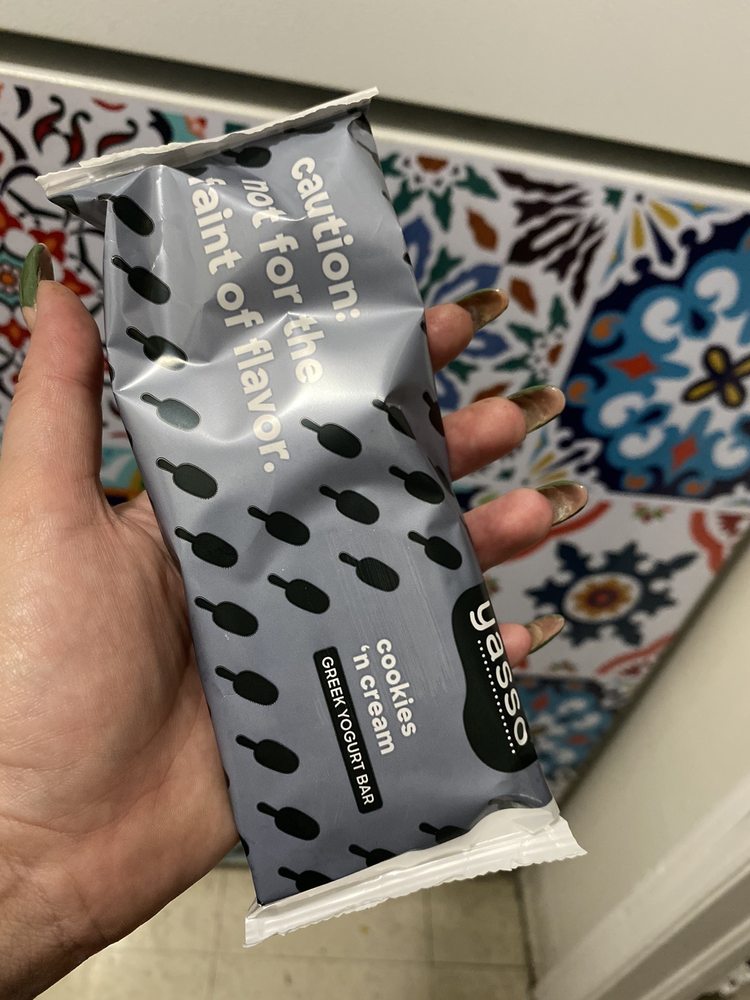 caution:
not for the
faint of flavor.
yasso
cookies
'n cream
GREEK YOGURT BAR